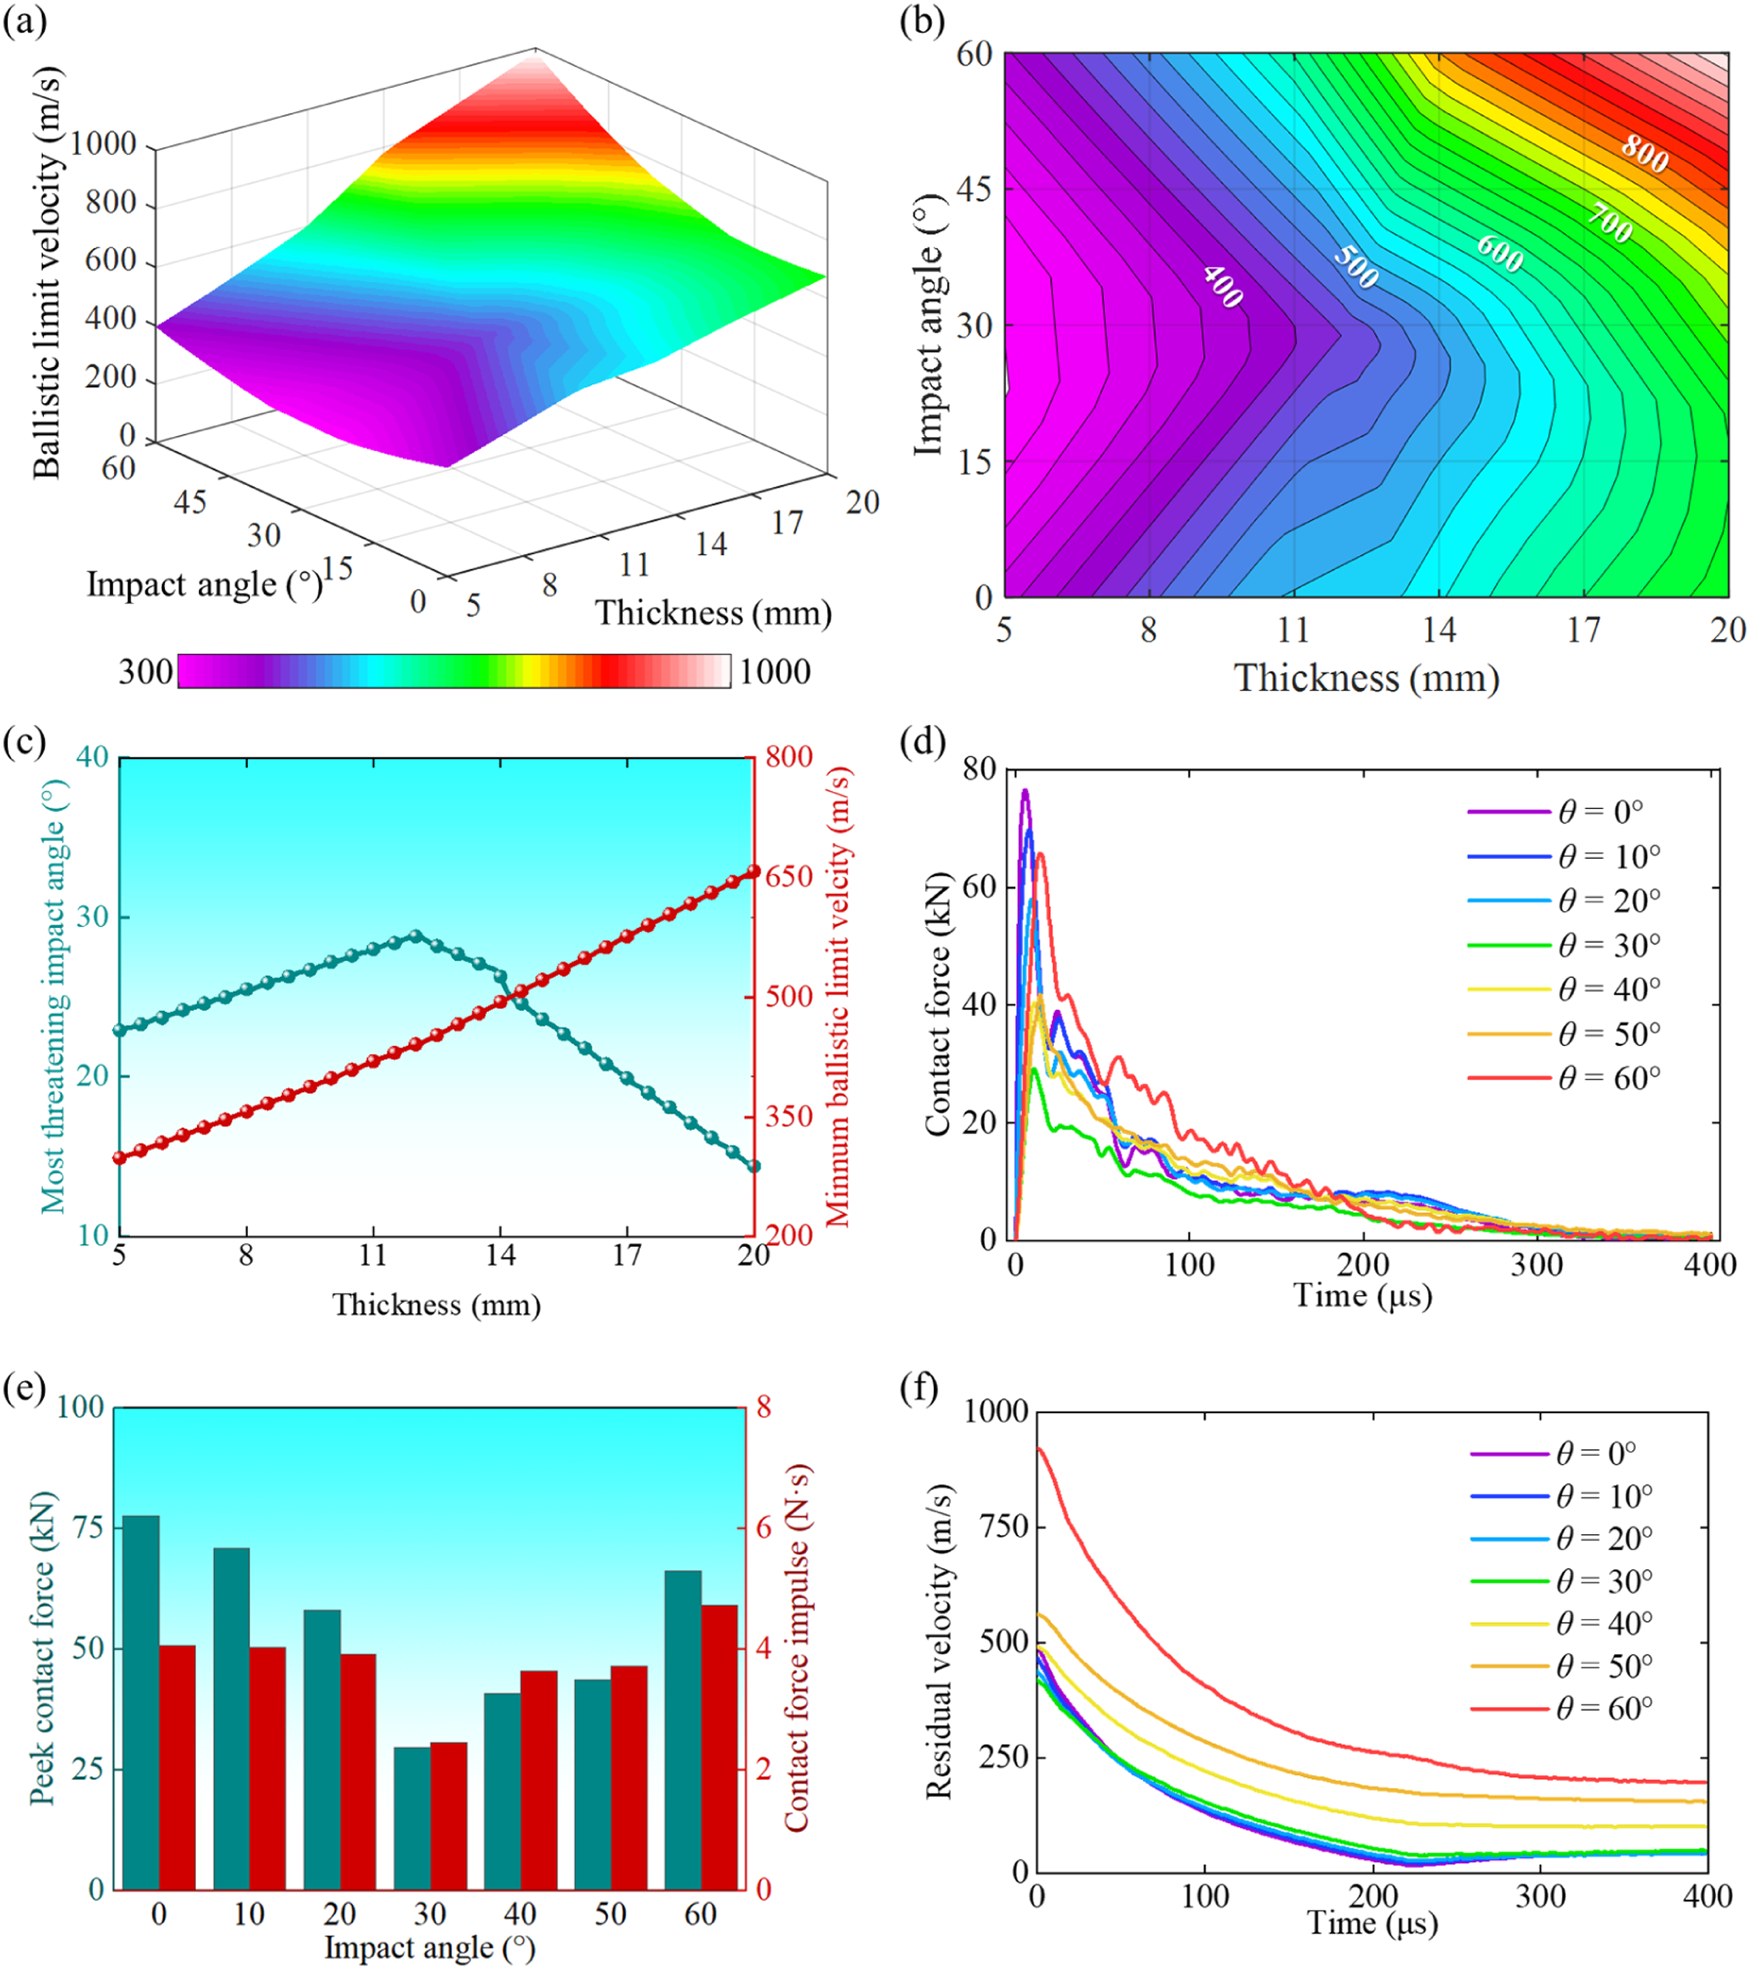 (a)
Ballistic limit velocity (m/s)
1000
800
600
400
200
0
60
45
30
15
0
Impact angle (°)
5
8
11
14
17
20
Thickness (mm)
300
1000
(b)
Impact angle (°)
60
45
30
15
0
400
500
600
700
800
5 8 11 14 17 20
Thickness (mm)
(c)
Most threatening impact angle (°)
40
30
20
10
Minmum ballistic limit velcity (m/s)
800
650
500
350
200
5 8 11 14 17 20
Thickness (mm)
(d)
Contact force (kN)
80
60
40
20
0
θ = 0°
θ = 10°
θ = 20°
θ = 30°
θ = 40°
θ = 50°
θ = 60°
0 100 200 300 400
Time (μs)
(e)
Peek contact force (kN)
100
75
50
25
0
Contact force impulse (N·s)
8
6
4
2
0
0 10 20 30 40 50 60
Impact angle (°)
(f)
Residual velocity (m/s)
1000
750
500
250
0
θ = 0°
θ = 10°
θ = 20°
θ = 30°
θ = 40°
θ = 50°
θ = 60°
0 100 200 300 400
Time (μs)